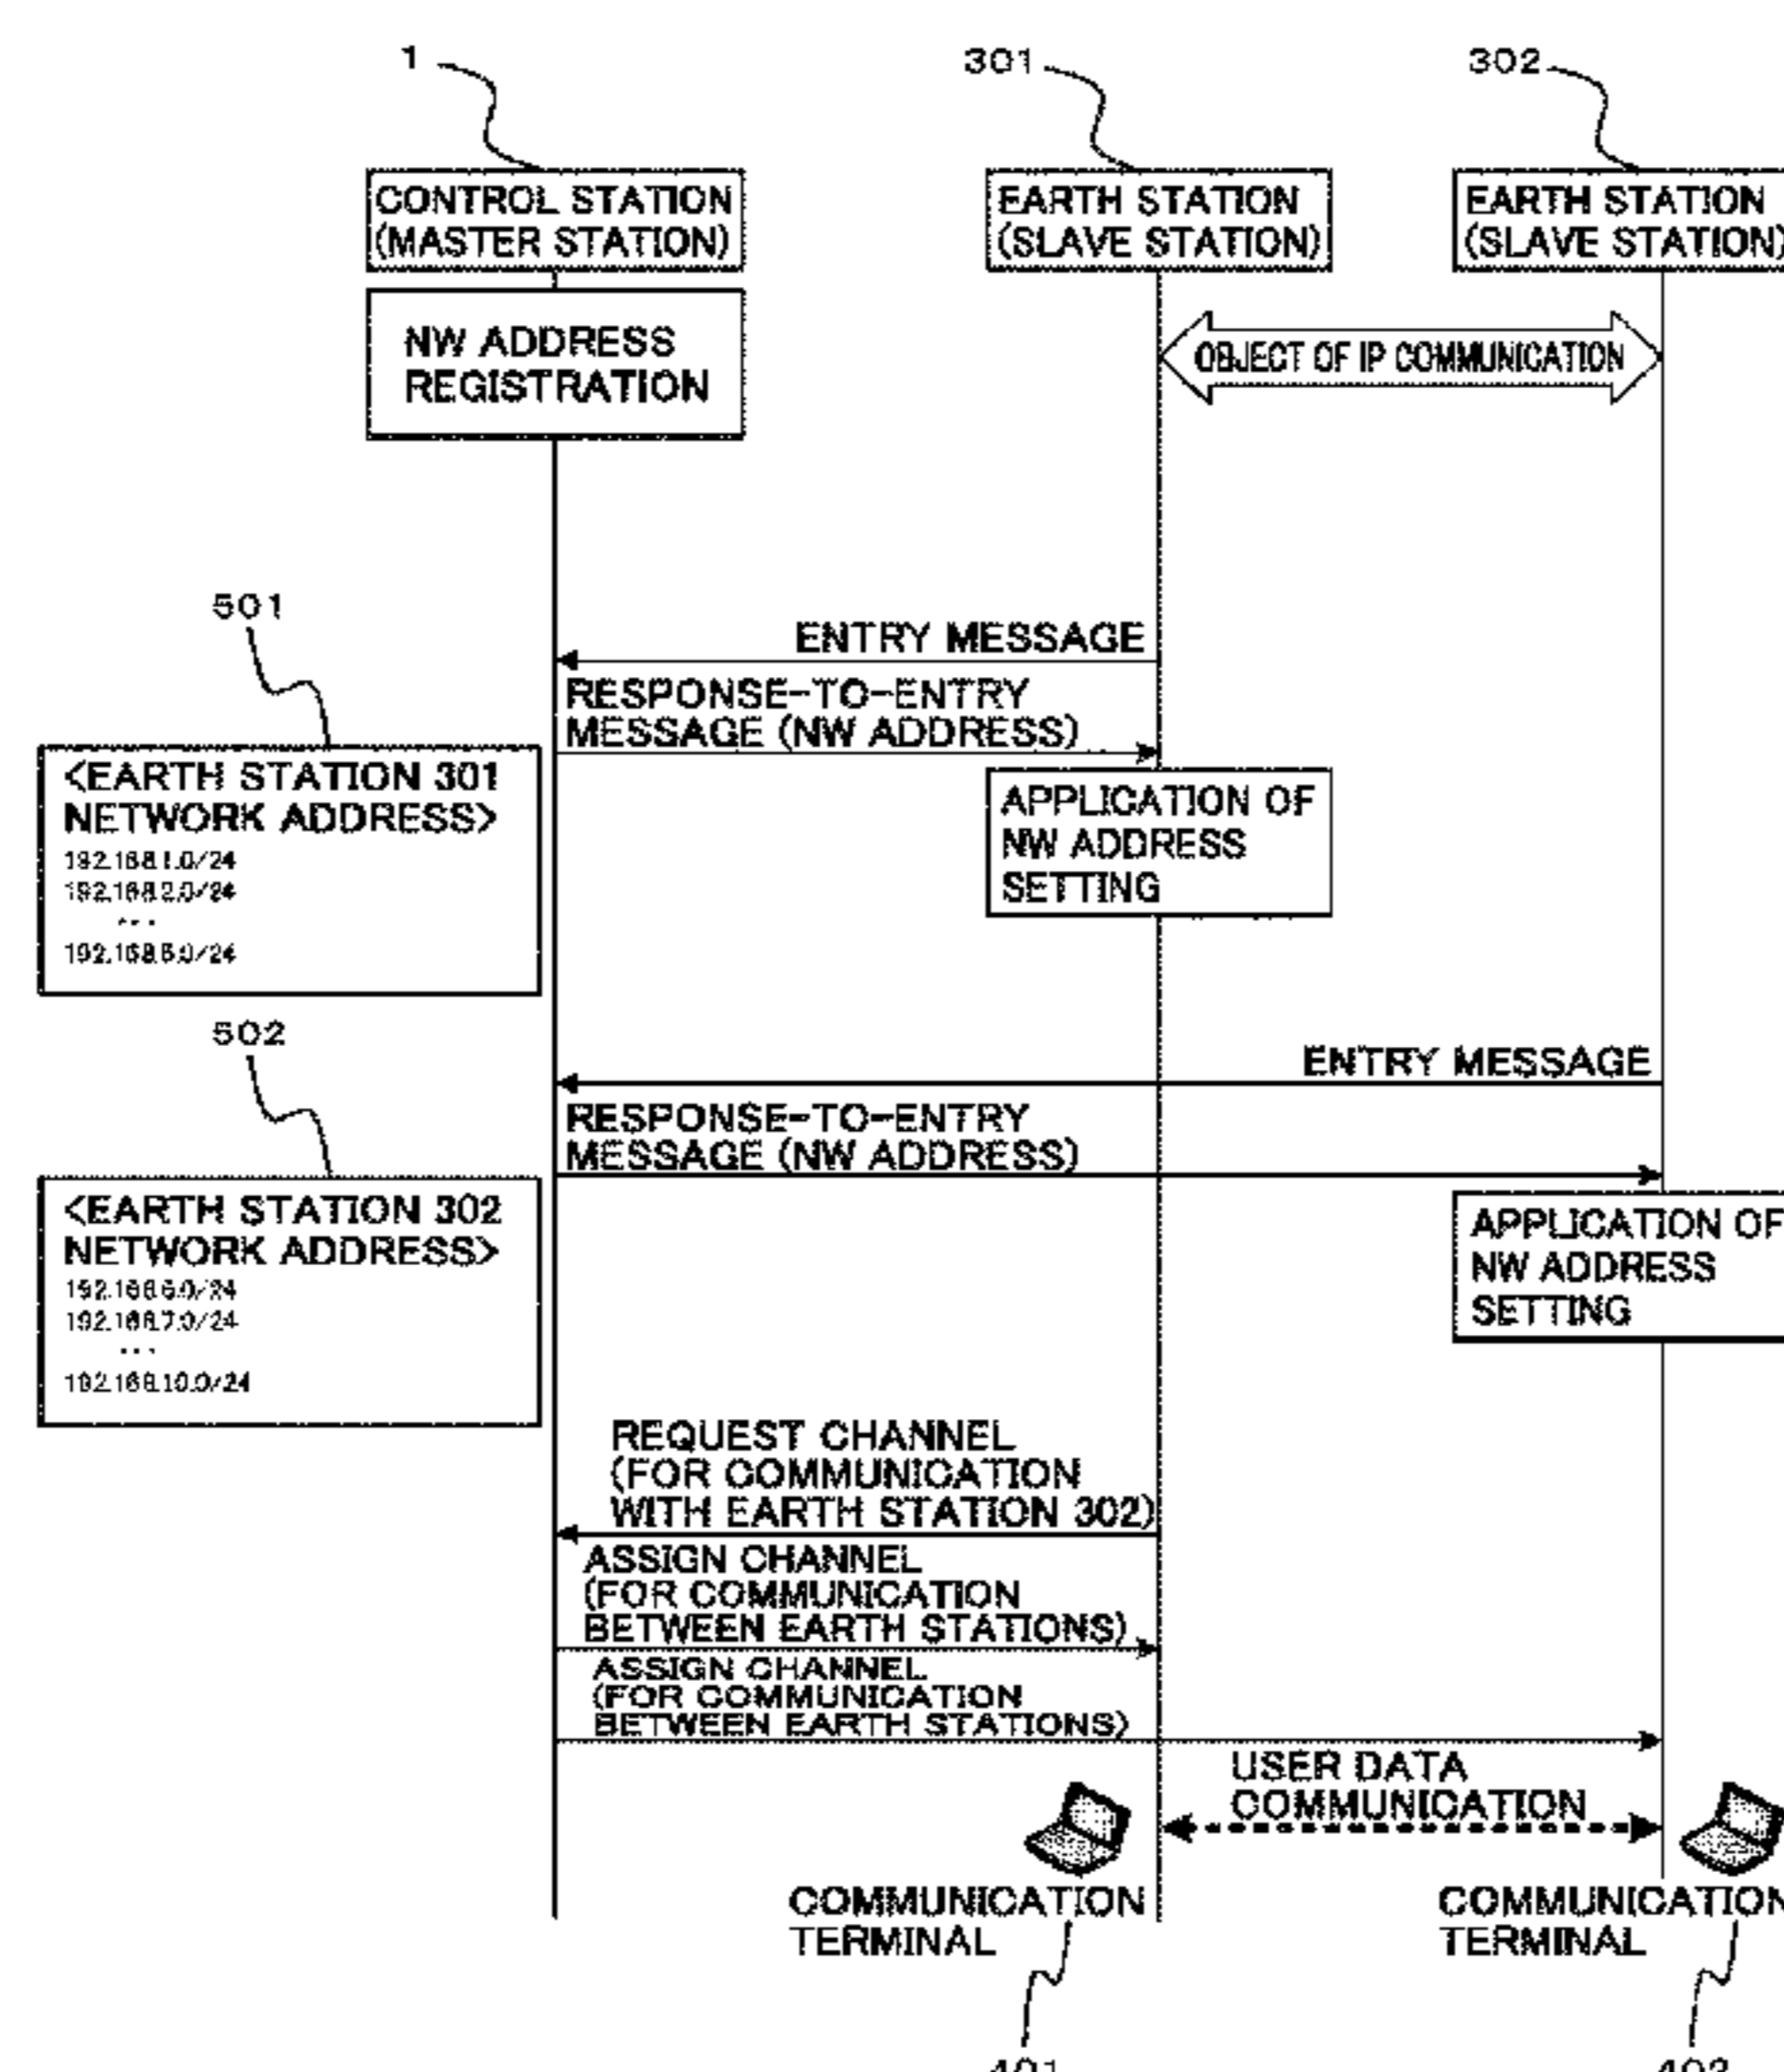 1
301
302
CONTROL STATION
(MASTER STATION)
EARTH STATION
(SLAVE STATION)
EARTH STATION
(SLAVE STATION)
NW ADDRESS
REGISTRATION
OBJECT OF IP COMMUNICATION
501
ENTRY MESSAGE
RESPONSE-TO-ENTRY
MESSAGE (NW ADDRESS)
<EARTH STATION 301
NETWORK ADDRESS>
192.168.1.0/24
192.168.2.0/24
...
192.168.5.0/24
APPLICATION OF
NW ADDRESS
SETTING
502
ENTRY MESSAGE
RESPONSE-TO-ENTRY
MESSAGE (NW ADDRESS)
<EARTH STATION 302
NETWORK ADDRESS>
192.168.6.0/24
192.168.7.0/24
...
192.168.10.0/24
APPLICATION OF
NW ADDRESS
SETTING
REQUEST CHANNEL
(FOR COMMUNICATION
WITH EARTH STATION 302)
ASSIGN CHANNEL
(FOR COMMUNICATION
BETWEEN EARTH STATIONS)
ASSIGN CHANNEL
(FOR COMMUNICATION
BETWEEN EARTH STATIONS)
USER DATA
COMMUNICATION
COMMUNICATION
TERMINAL
COMMUNICATION
TERMINAL
401